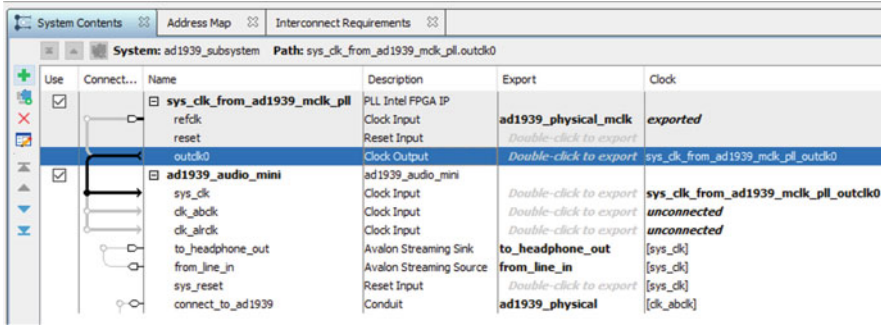 System Contents Address Map Interconnect Requirements
System: ad1939_subsystem Path: sys_clk_from_ad1939_mclk_pll.outclk0
Use Connect... Name Description Export Clock
sys_clk_from_ad1939_mclk_pll PLL Intel FPGA IP
refclk Clock Input ad1939_physical_mclk exported
reset Reset Input Double-click to export
outclk0 Clock Output Double-click to export sys_clk_from_ad1939_mclk_pll_outclk0
ad1939_audio_mini ad1939_audio_mini
sys_clk Clock Input Double-click to export sys_clk_from_ad1939_mclk_pll_outclk0
clk_abclk Clock Input Double-click to export unconnected
clk_alrclk Clock Input Double-click to export unconnected
to_headphone_out Avalon Streaming Sink to_headphone_out [sys_clk]
from_line_in Avalon Streaming Source from_line_in [sys_clk]
sys_reset Reset Input Double-click to export [sys_clk]
connect_to_ad1939 Conduit ad1939_physical [clk_abclk]